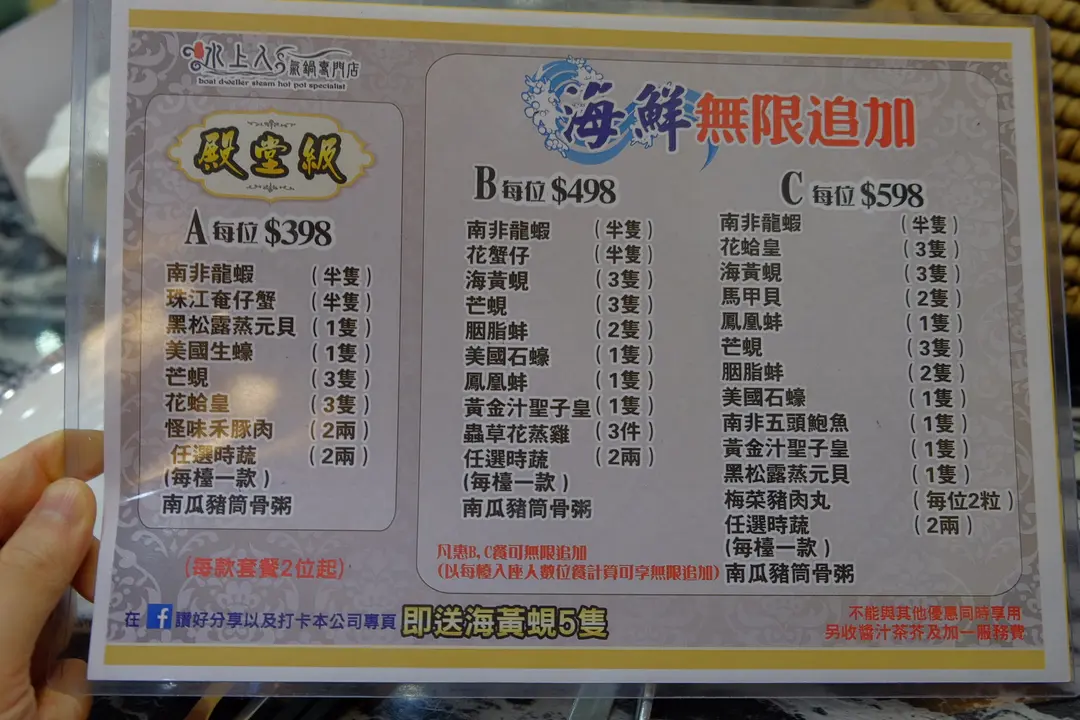 水上人氣鍋專門店
boat dweller steam hot pot specialist
殿堂級
A每位$398
南非龍蝦 (半隻)
珠江奄仔蟹 (半隻)
黑松露蒸元貝 (1隻)
美國生蠔 (1隻)
芒蜆 (3隻)
花蛤皇 (3隻)
怪味禾豚肉 (2兩)
任選時蔬 (2兩)
(每檯一款)
南瓜豬筒骨粥
(每款套餐2位起)
海鮮無限追加
B每位$498
南非龍蝦 (半隻)
花蟹仔 (半隻)
海黃蜆 (3隻)
芒蜆 (3隻)
胭脂蚌 (2隻)
美國石蠔 (1隻)
鳳凰蚌 (1隻)
黃金汁聖子皇 (1隻)
蟲草花蒸雞 (3件)
任選時蔬 (2兩)
(每檯一款)
南瓜豬筒骨粥
C每位$598
南非龍蝦 (半隻)
花蛤皇 (3隻)
海黃蜆 (3隻)
馬甲貝 (2隻)
鳳凰蚌 (1隻)
芒蜆 (3隻)
胭脂蚌 (2隻)
美國石蠔 (1隻)
南非五頭鮑魚 (1隻)
黃金汁聖子皇 (1隻)
黑松露蒸元貝 (1隻)
梅菜豬肉丸 (每位2粒)
任選時蔬 (2兩)
(每檯一款)
南瓜豬筒骨粥
凡惠B,C餐可無限追加
(以每檯入座人數位餐計算可享無限追加)
在f讚好分享以及打卡本公司專頁 即送海黃蜆5隻
不能與其他優惠同時享用
另收醬汁茶芥及加一服務費